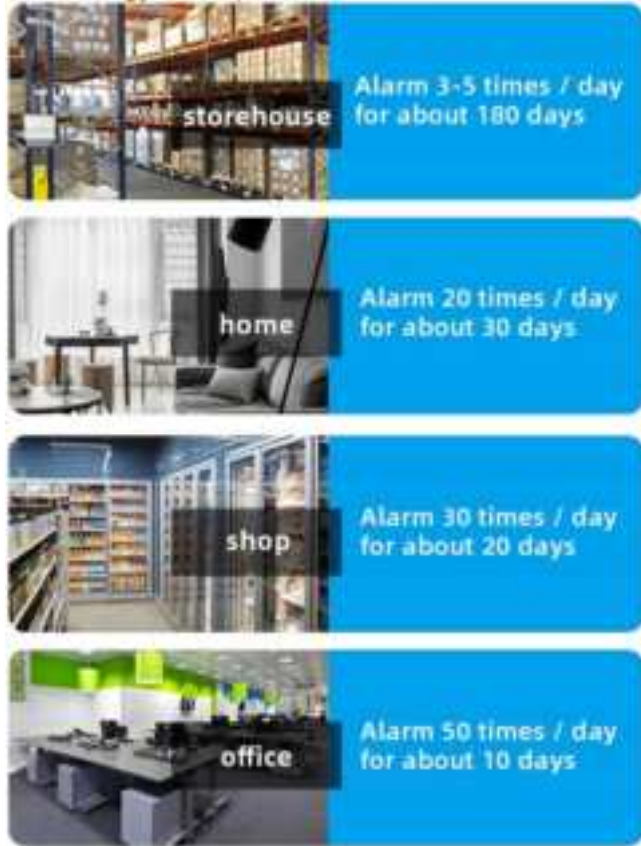 storehouse
Alarm 3-5 times / day
for about 180 days
home
Alarm 20 times / day
for about 30 days
shop
Alarm 30 times / day
for about 20 days
office
Alarm 50 times / day
for about 10 days